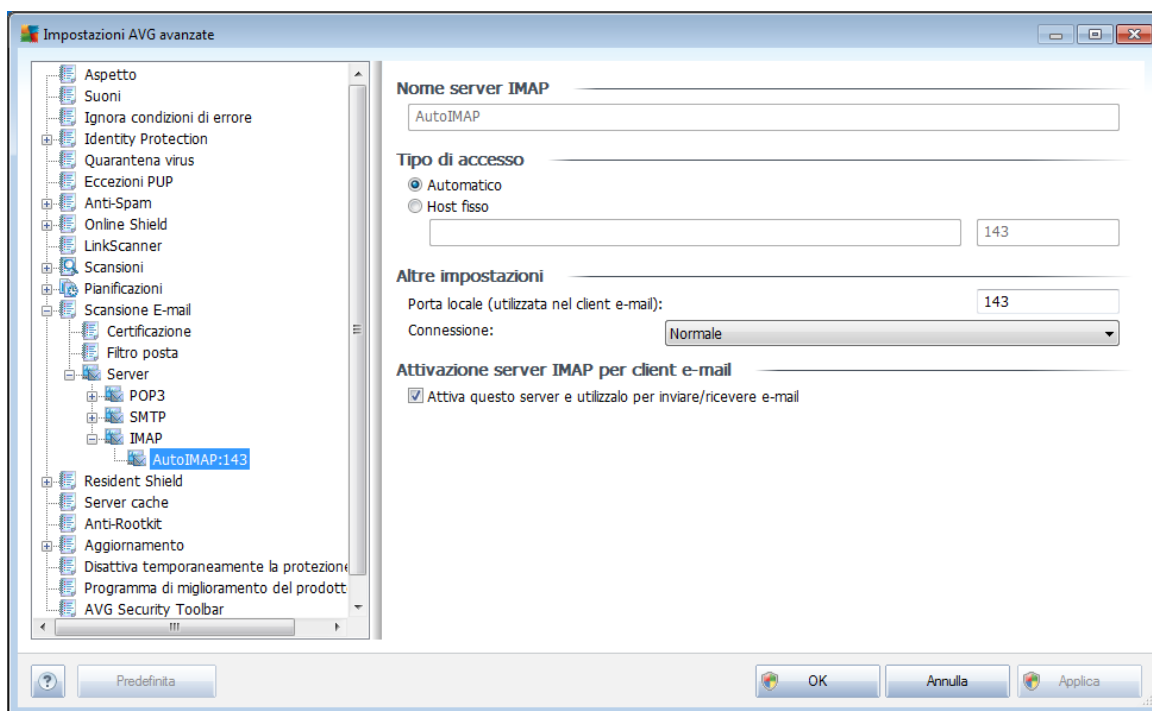 Impostazioni AVG avanzate
Aspetto
Suoni
Ignora condizioni di errore
Identity Protection
Quarantena virus
Eccezioni PUP
Anti-Spam
Online Shield
LinkScanner
Scansioni
Pianificazioni
Scansione E-mail
Certificazione
Filtro posta
Server
POP3
SMTP
IMAP
AutoIMAP:143
Resident Shield
Server cache
Anti-Rootkit
Aggiornamento
Disattiva temporaneamente la protezione
Programma di miglioramento del prodott
AVG Security Toolbar
Nome server IMAP
AutoIMAP
Tipo di accesso
Automatico
Host fisso
143
Altre impostazioni
Porta locale (utilizzata nel client e-mail): 143
Connessione: Normale
Attivazione server IMAP per client e-mail
Attiva questo server e utilizzalo per inviare/ricevere e-mail
? Predefinita OK Annulla Applica